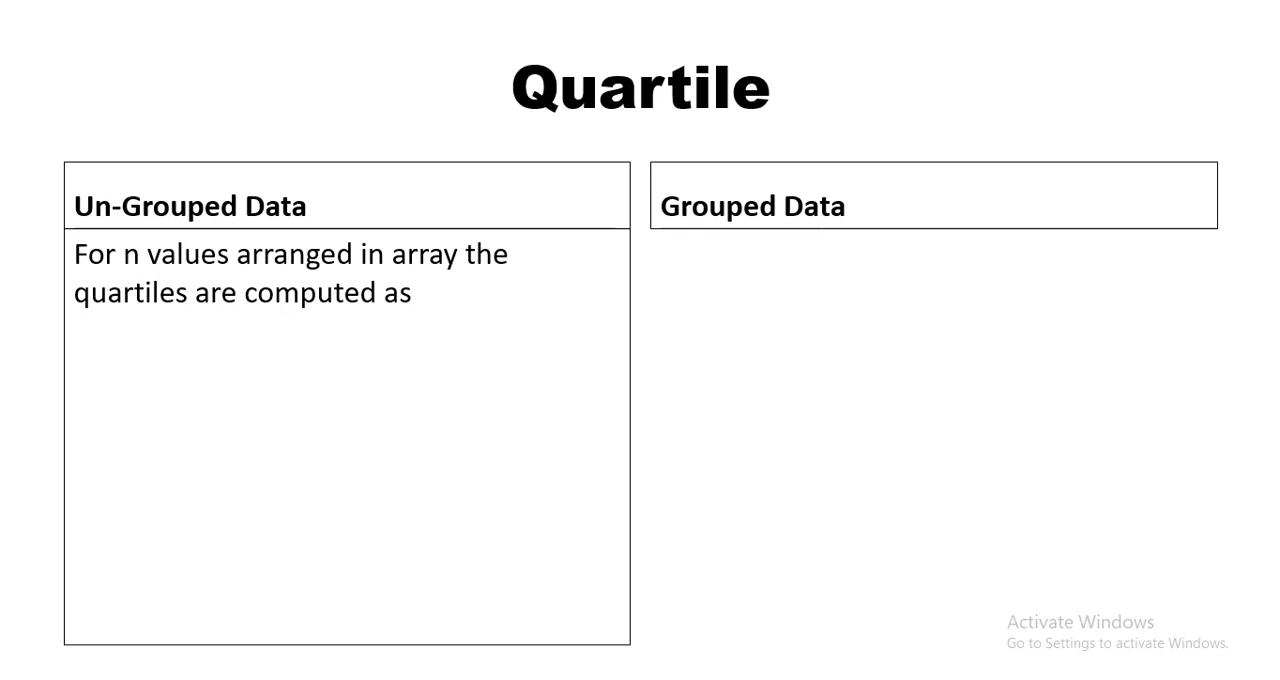 Quartile
Un-Grouped Data
For n values arranged in array the
quartiles are computed as
Grouped Data
Activate Windows
Go to Settings to activate Windows.